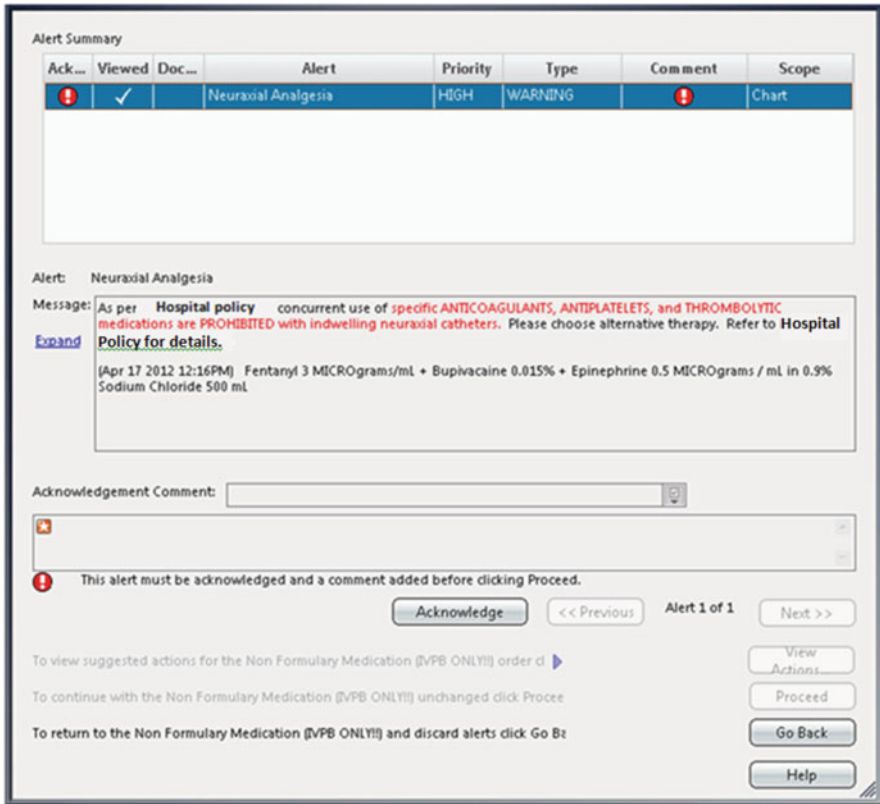 Alert Summary
Ack... Viewed Doc... Alert Priority Type Comment Scope
Neuraxial Analgesia HIGH WARNING Chart
Alert: Neuraxial Analgesia
Message: As per Hospital policy concurrent use of specific ANTICOAGULANTS, ANTIPLATELETS, and THROMBOLYTIC
medications are PROHIBITED with indwelling neuraxial catheters. Please choose alternative therapy. Refer to Hospital
Expand Policy for details.
(Apr 17 2012 12:16PM) Fentanyl 3 MICROgrams/mL + Bupivacaine 0.015% + Epinephrine 0.5 MICROgrams / mL in 0.9%
Sodium Chloride 500 mL
Acknowledgement Comment:
This alert must be acknowledged and a comment added before clicking Proceed.
Acknowledge << Previous Alert 1 of 1 Next >>
To view suggested actions for the Non Formulary Medication (IVPB ONLY!!) order cl View Actions...
To continue with the Non Formulary Medication (IVPB ONLY!!) unchanged click Procee Proceed
To return to the Non Formulary Medication (IVPB ONLY!!) and discard alerts click Go Ba Go Back
Help